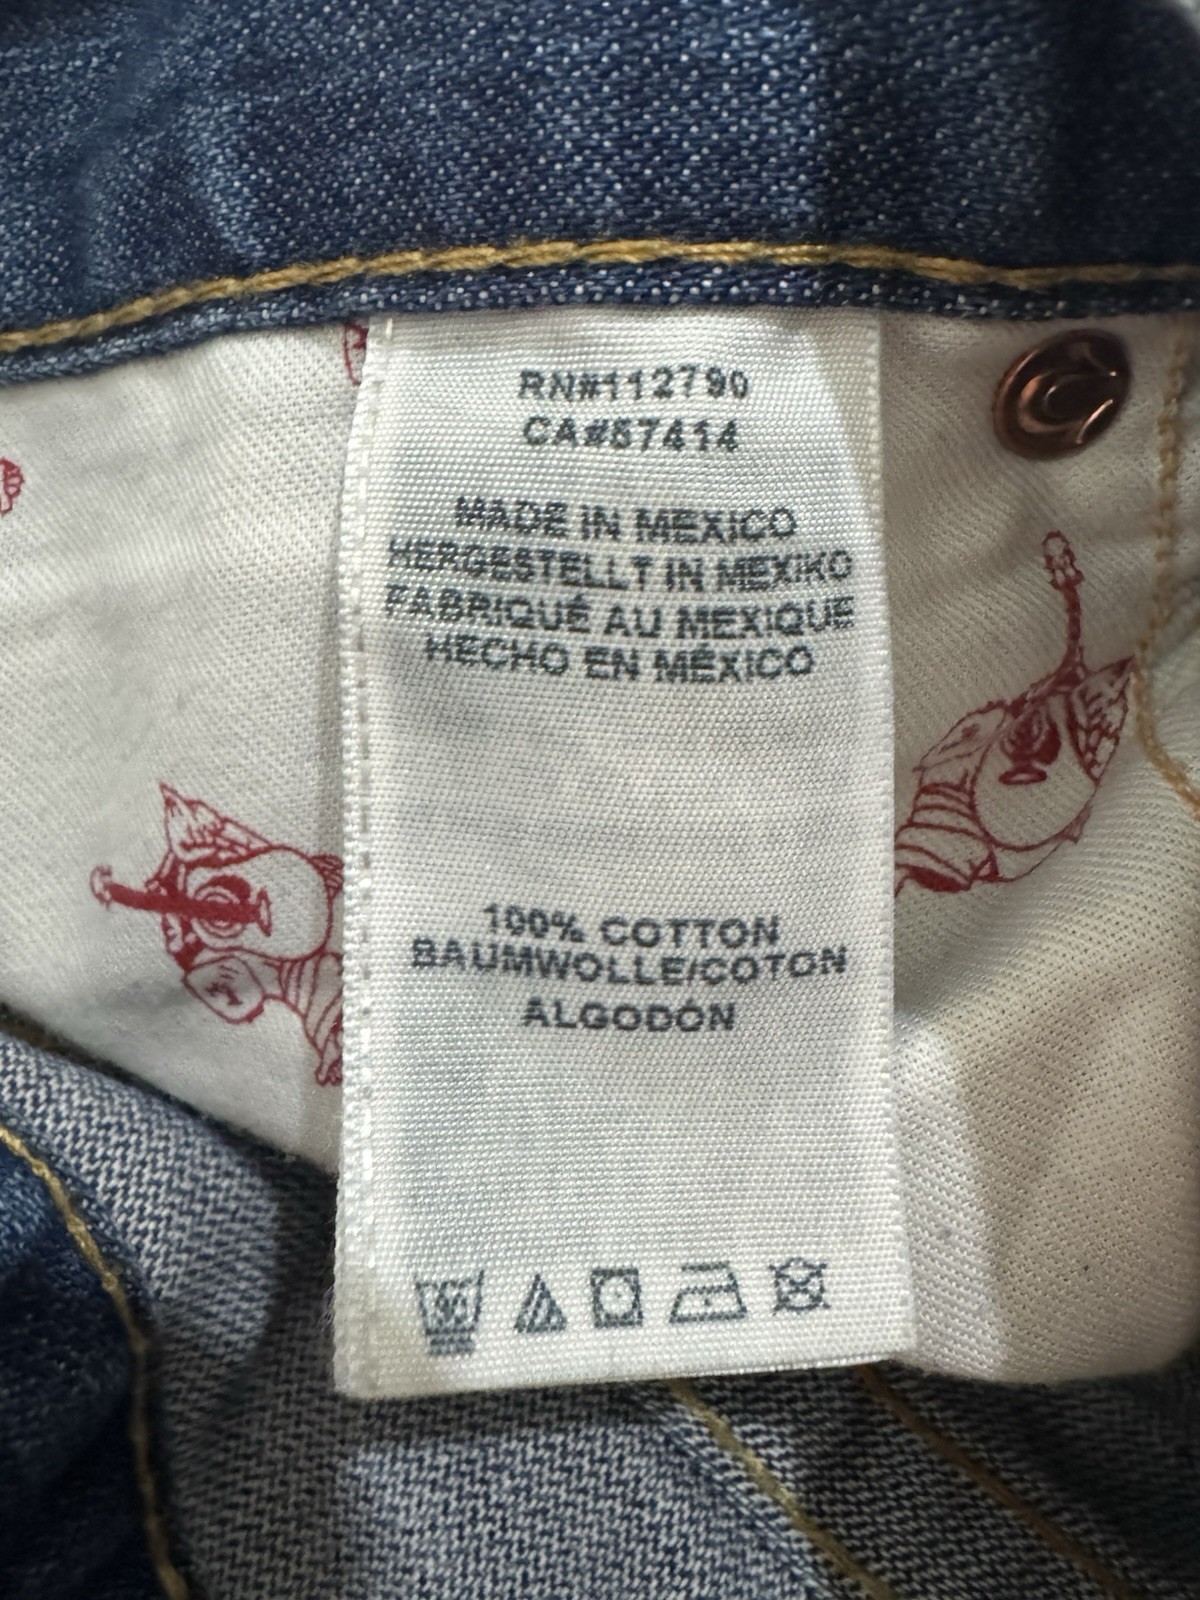 RN#112790
CA#57414
MADE IN MEXICO
HERGESTELLT IN MEXIKO
FABRIQUÉ AU MEXIQUE
HECHO EN MÉXICO
100% COTTON
BAUMWOLLE/COTON
ALGODÓN